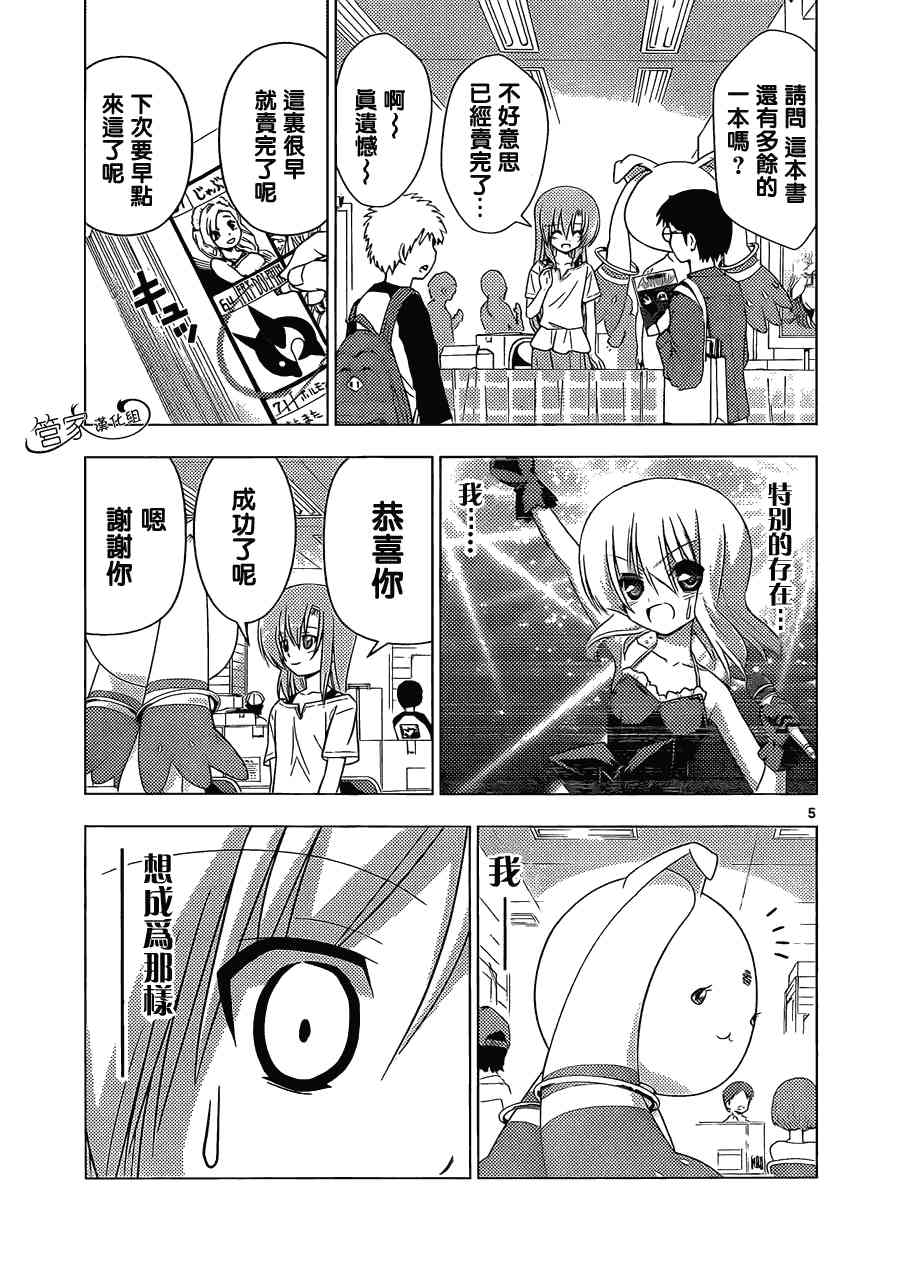 請問 這本書
還有多餘的
一本嗎？
不好意思
已經賣完了…
啊～
眞遺憾～
這裏很早
就賣完了呢
下次要早點
來這了呢
キュッ
管家
漢化組
特別的存在…
我……
恭喜你
成功了呢
嗯
謝謝你
5
我——
——想成爲那樣——